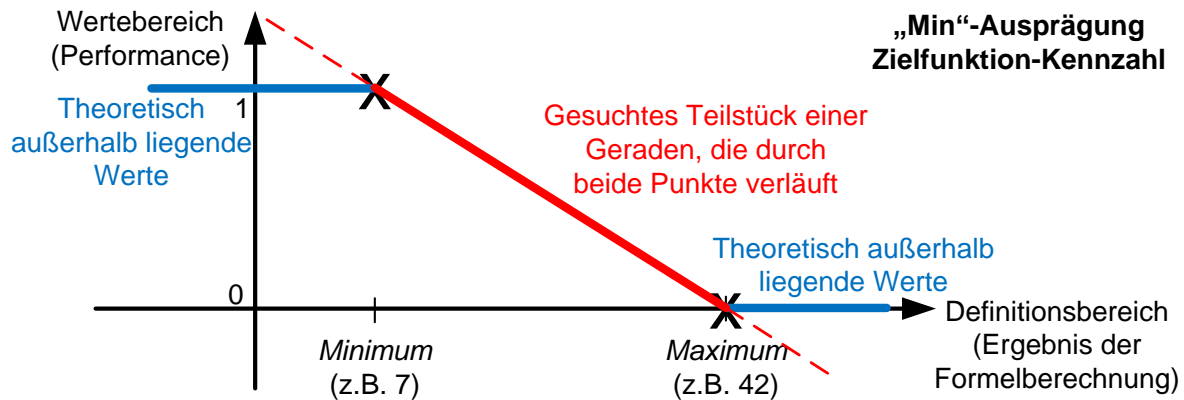 Wertebereich
(Performance)
„Min“-Ausprägung
Zielfunktion-Kennzahl
Theoretisch
außerhalb liegende
Werte
1
Gesuchtes Teilstück einer
Geraden, die durch
beide Punkte verläuft
Theoretisch außerhalb
liegende Werte
0
X
X
Minimum
(z.B. 7)
Maximum
(z.B. 42)
Definitionsbereich
(Ergebnis der
Formelberechnung)